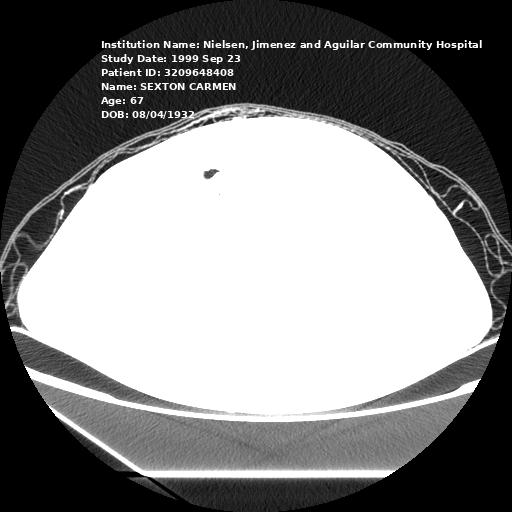 Institution Name: Nielsen, Jimenez and Aguilar Community Hospital
Study Date: 1999 Sep 23
Patient ID: 3209648408
Name: SEXTON CARMEN
Age: 67
DOB: 08/04/1932